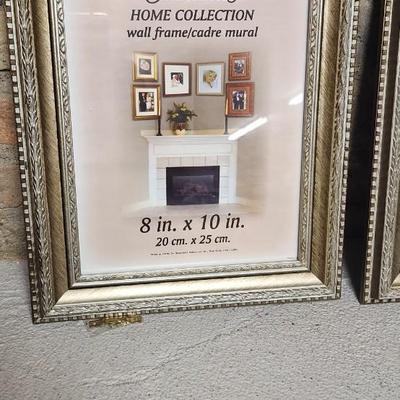 HOME COLLECTION
wall frame/cadre mural
8 in. x 10 in.
20 cm. x 25 cm.